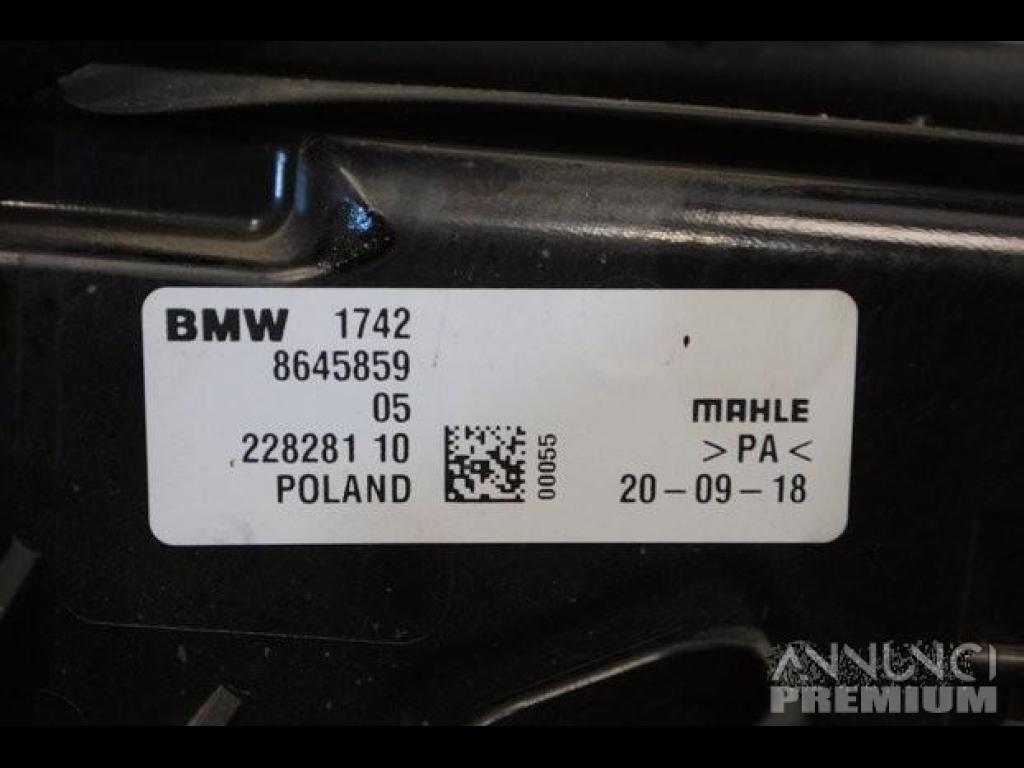 BMW 1742
8645859
05
228281 10
POLAND
00055
MAHLE
>PA<
20-09-18
ANNUNCI
PREMIUM